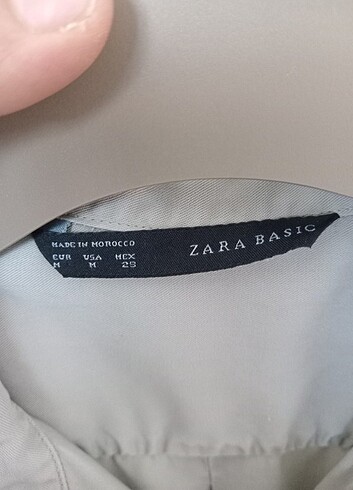 MADE IN MOROCCO
EUR USA MEX
M M 28
ZARA BASIC